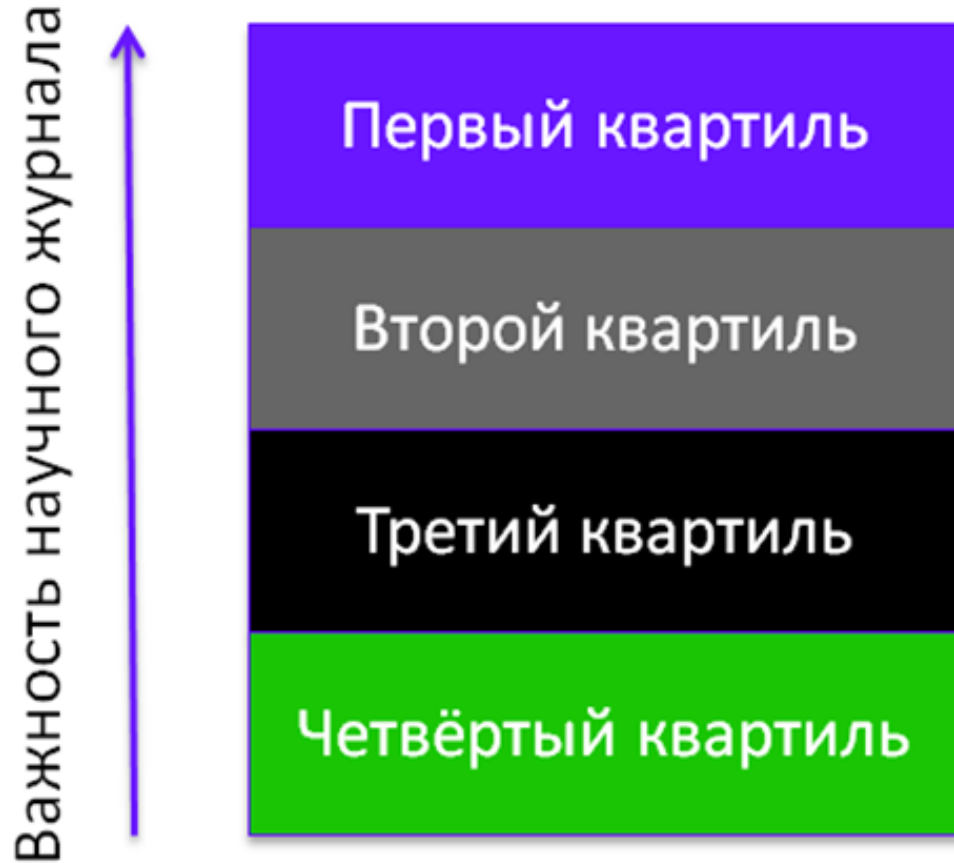 Важность научного журнала
Первый квартиль
Второй квартиль
Третий квартиль
Четвёртый квартиль